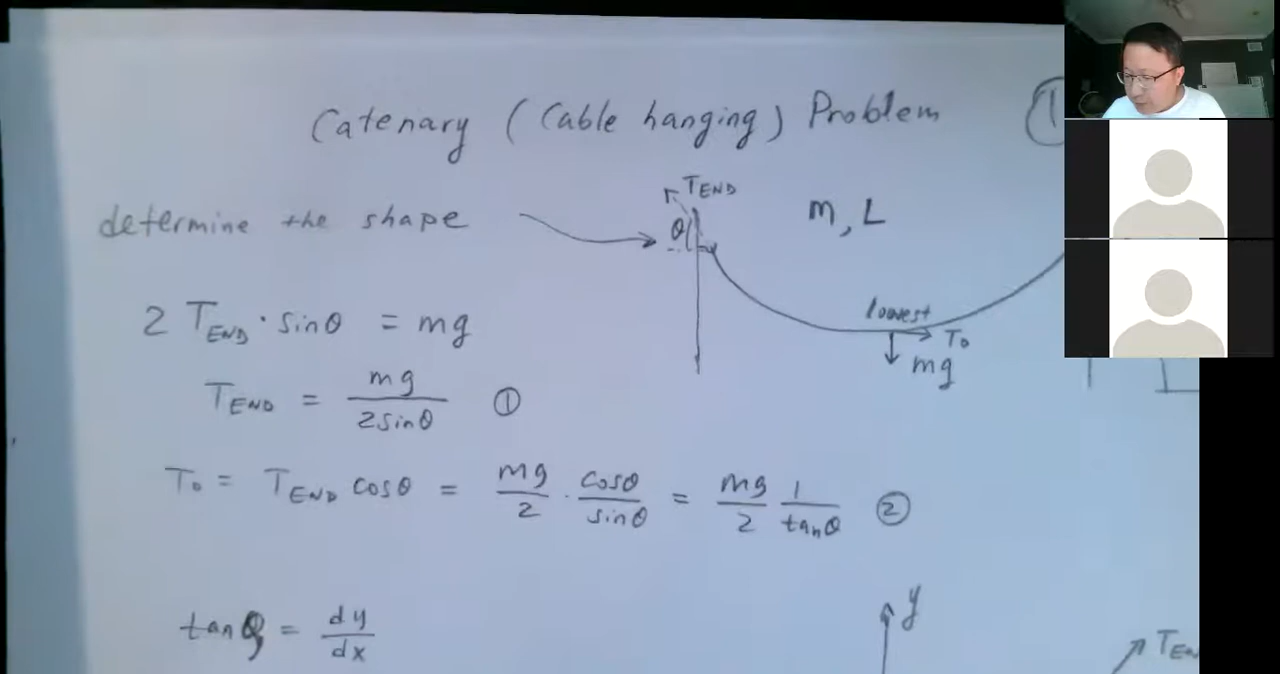 Catenary (Cable hanging) Problem ①
determine the shape
T_END
θ
m, L
lowest
T₀
mg
2 T_END · sinθ = mg
T_END = mg / 2sinθ ①
T₀ = T_END cosθ = mg/2 · cosθ/sinθ = mg/2 1/tanθ ②
tanθ = dy/dx
y